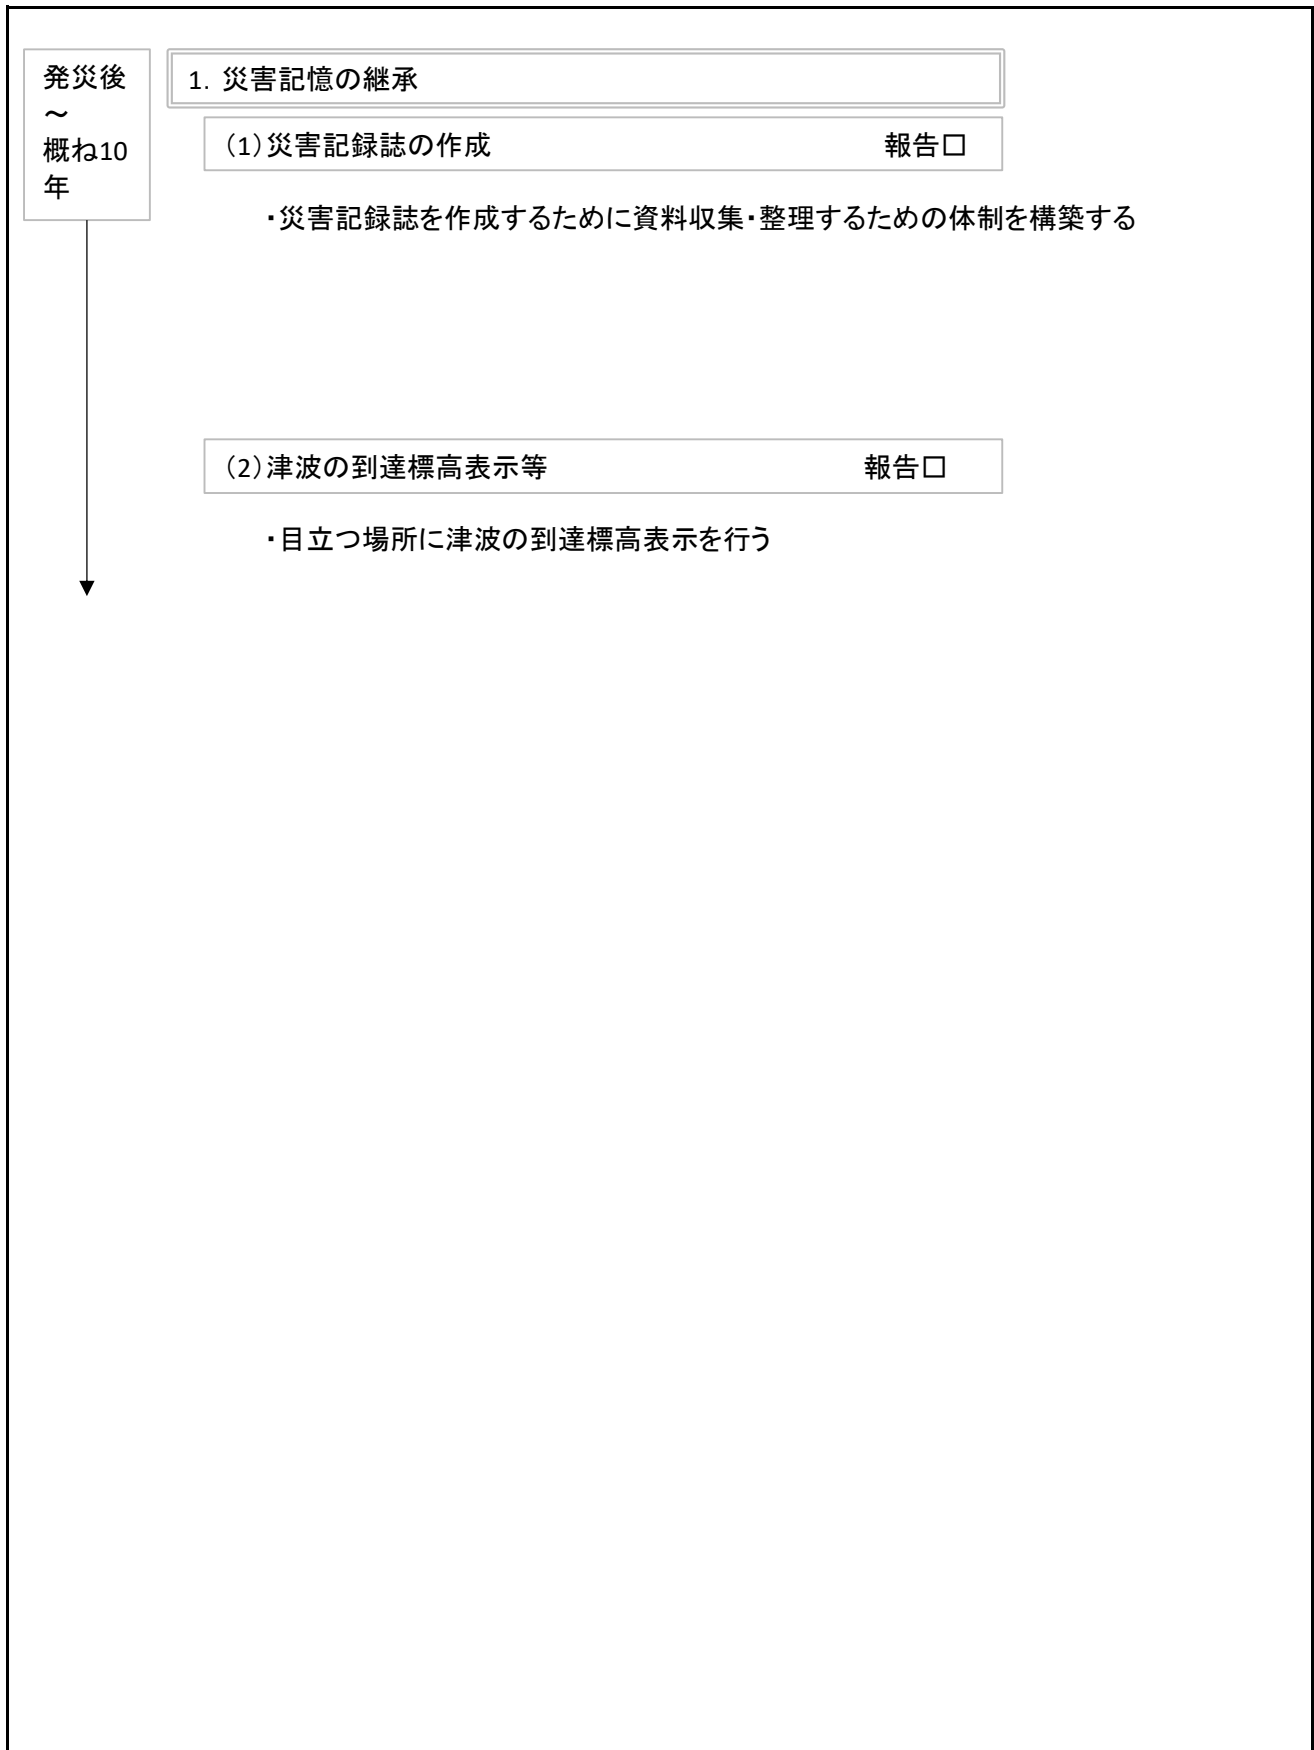 発災後
～
概ね10
年
1．災害記憶の継承
（1）災害記録誌の作成　報告□
・災害記録誌を作成するために資料収集・整理するための体制を構築する
（2）津波の到達標高表示等　報告□
・目立つ場所に津波の到達標高表示を行う